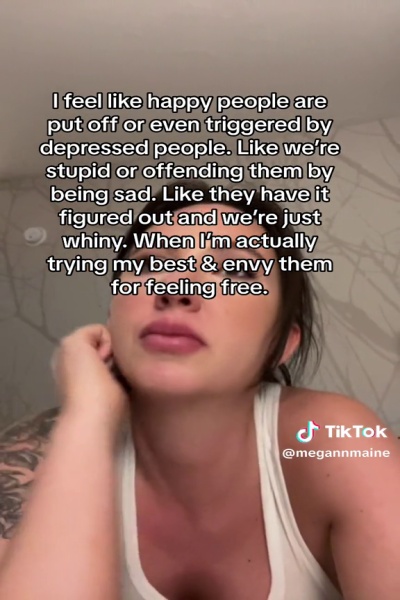 I feel like happy people are
put off or even triggered by
depressed people. Like we're
stupid or offending them by
being sad. Like they have it
figured out and we're just
whiny. When I'm actually
trying my best & envy them
for feeling free.
TikTok
@megannmaine